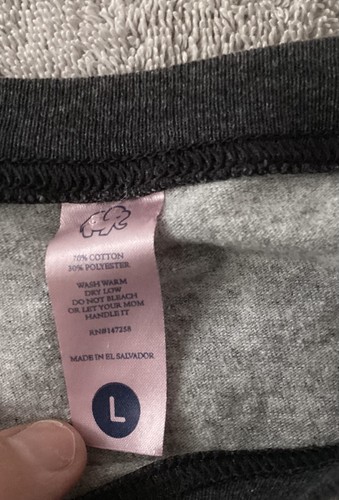 70% COTTON
30% POLYESTER
WASH WARM
DRY LOW
DO NOT BLEACH
OR LET YOUR MOM
HANDLE IT
RN#147258
MADE IN EL SALVADOR
L